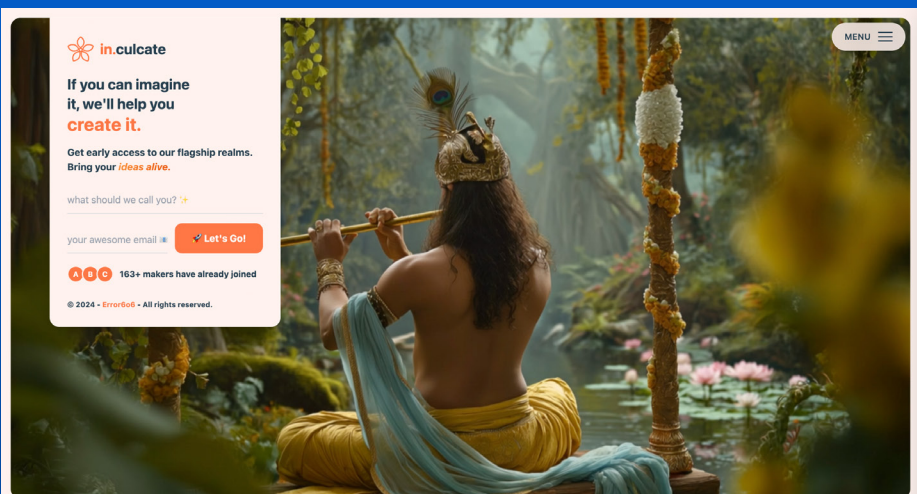 in.culcate
MENU
If you can imagine
it, we'll help you
create it.
Get early access to our flagship realms.
Bring your ideas alive.
what should we call you? ✨
your awesome email 📧
🚀 Let's Go!
A B C 163+ makers have already joined
© 2024 - Error6o6 - All rights reserved.